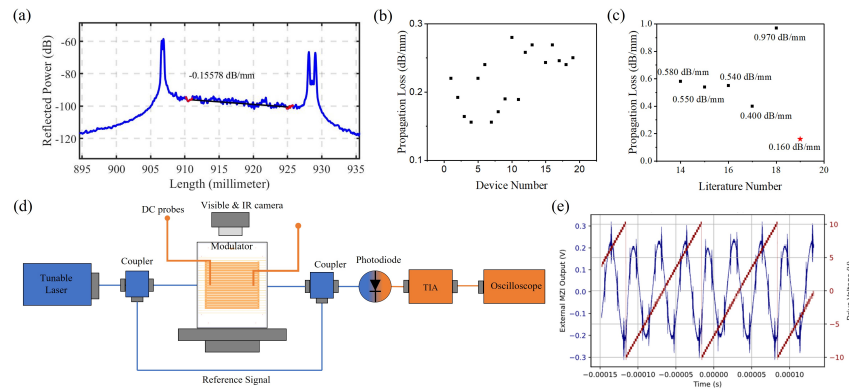 (a)
Reflected Power (dB)
-60
-80
-100
-120
-0.15578 dB/mm
895 900 905 910 915 920 925 930 935
Length (millimeter)
(b)
Propagation Loss (dB/mm)
0.3
0.2
0.1
0 5 10 15 20
Device Number
(c)
Propagation Loss (dB/mm)
1.0
0.8
0.6
0.4
0.2
0.0
0.970 dB/mm
0.580 dB/mm
0.540 dB/mm
0.550 dB/mm
0.400 dB/mm
0.160 dB/mm
14 16 18 20
Literature Number
(d)
Visible & IR camera
DC probes
Modulator
Coupler
Coupler
Photodiode
Tunable
Laser
TIA
Oscilloscope
Reference Signal
(e)
External MZI Output (V)
0.3
0.2
0.1
0.0
-0.1
-0.2
-0.3
10
5
0
-5
-10
-0.00015 -0.00010 -0.00005 0.00000 0.00005 0.00010
Time (s)